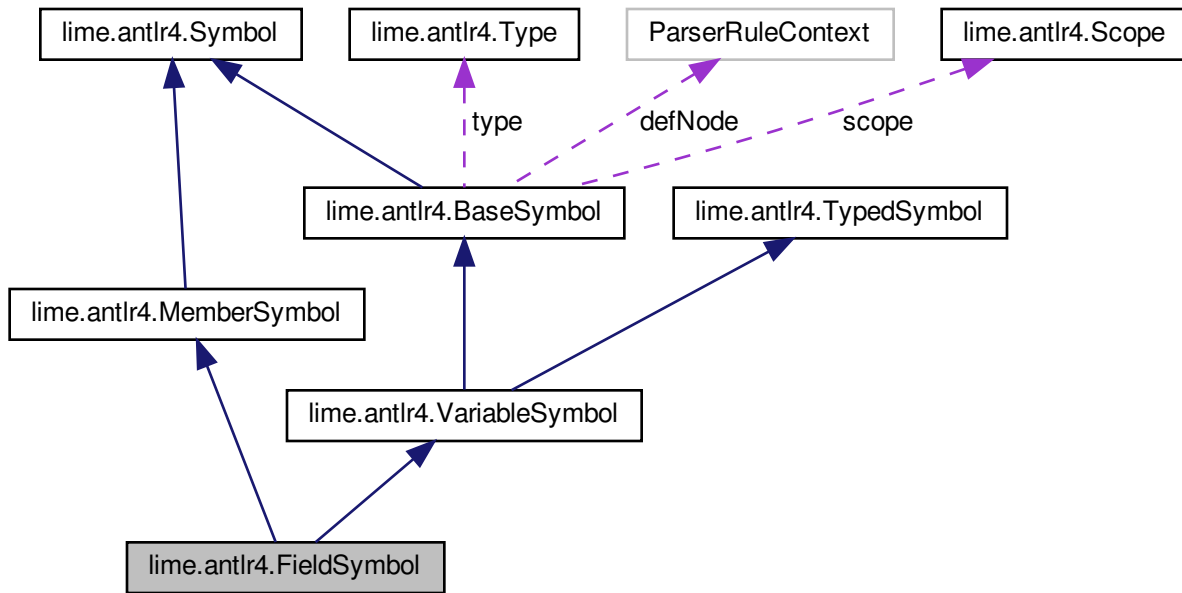 lime.antlr4.Symbol
lime.antlr4.Type
ParserRuleContext
lime.antlr4.Scope
type
defNode
scope
lime.antlr4.BaseSymbol
lime.antlr4.TypedSymbol
lime.antlr4.MemberSymbol
lime.antlr4.VariableSymbol
lime.antlr4.FieldSymbol